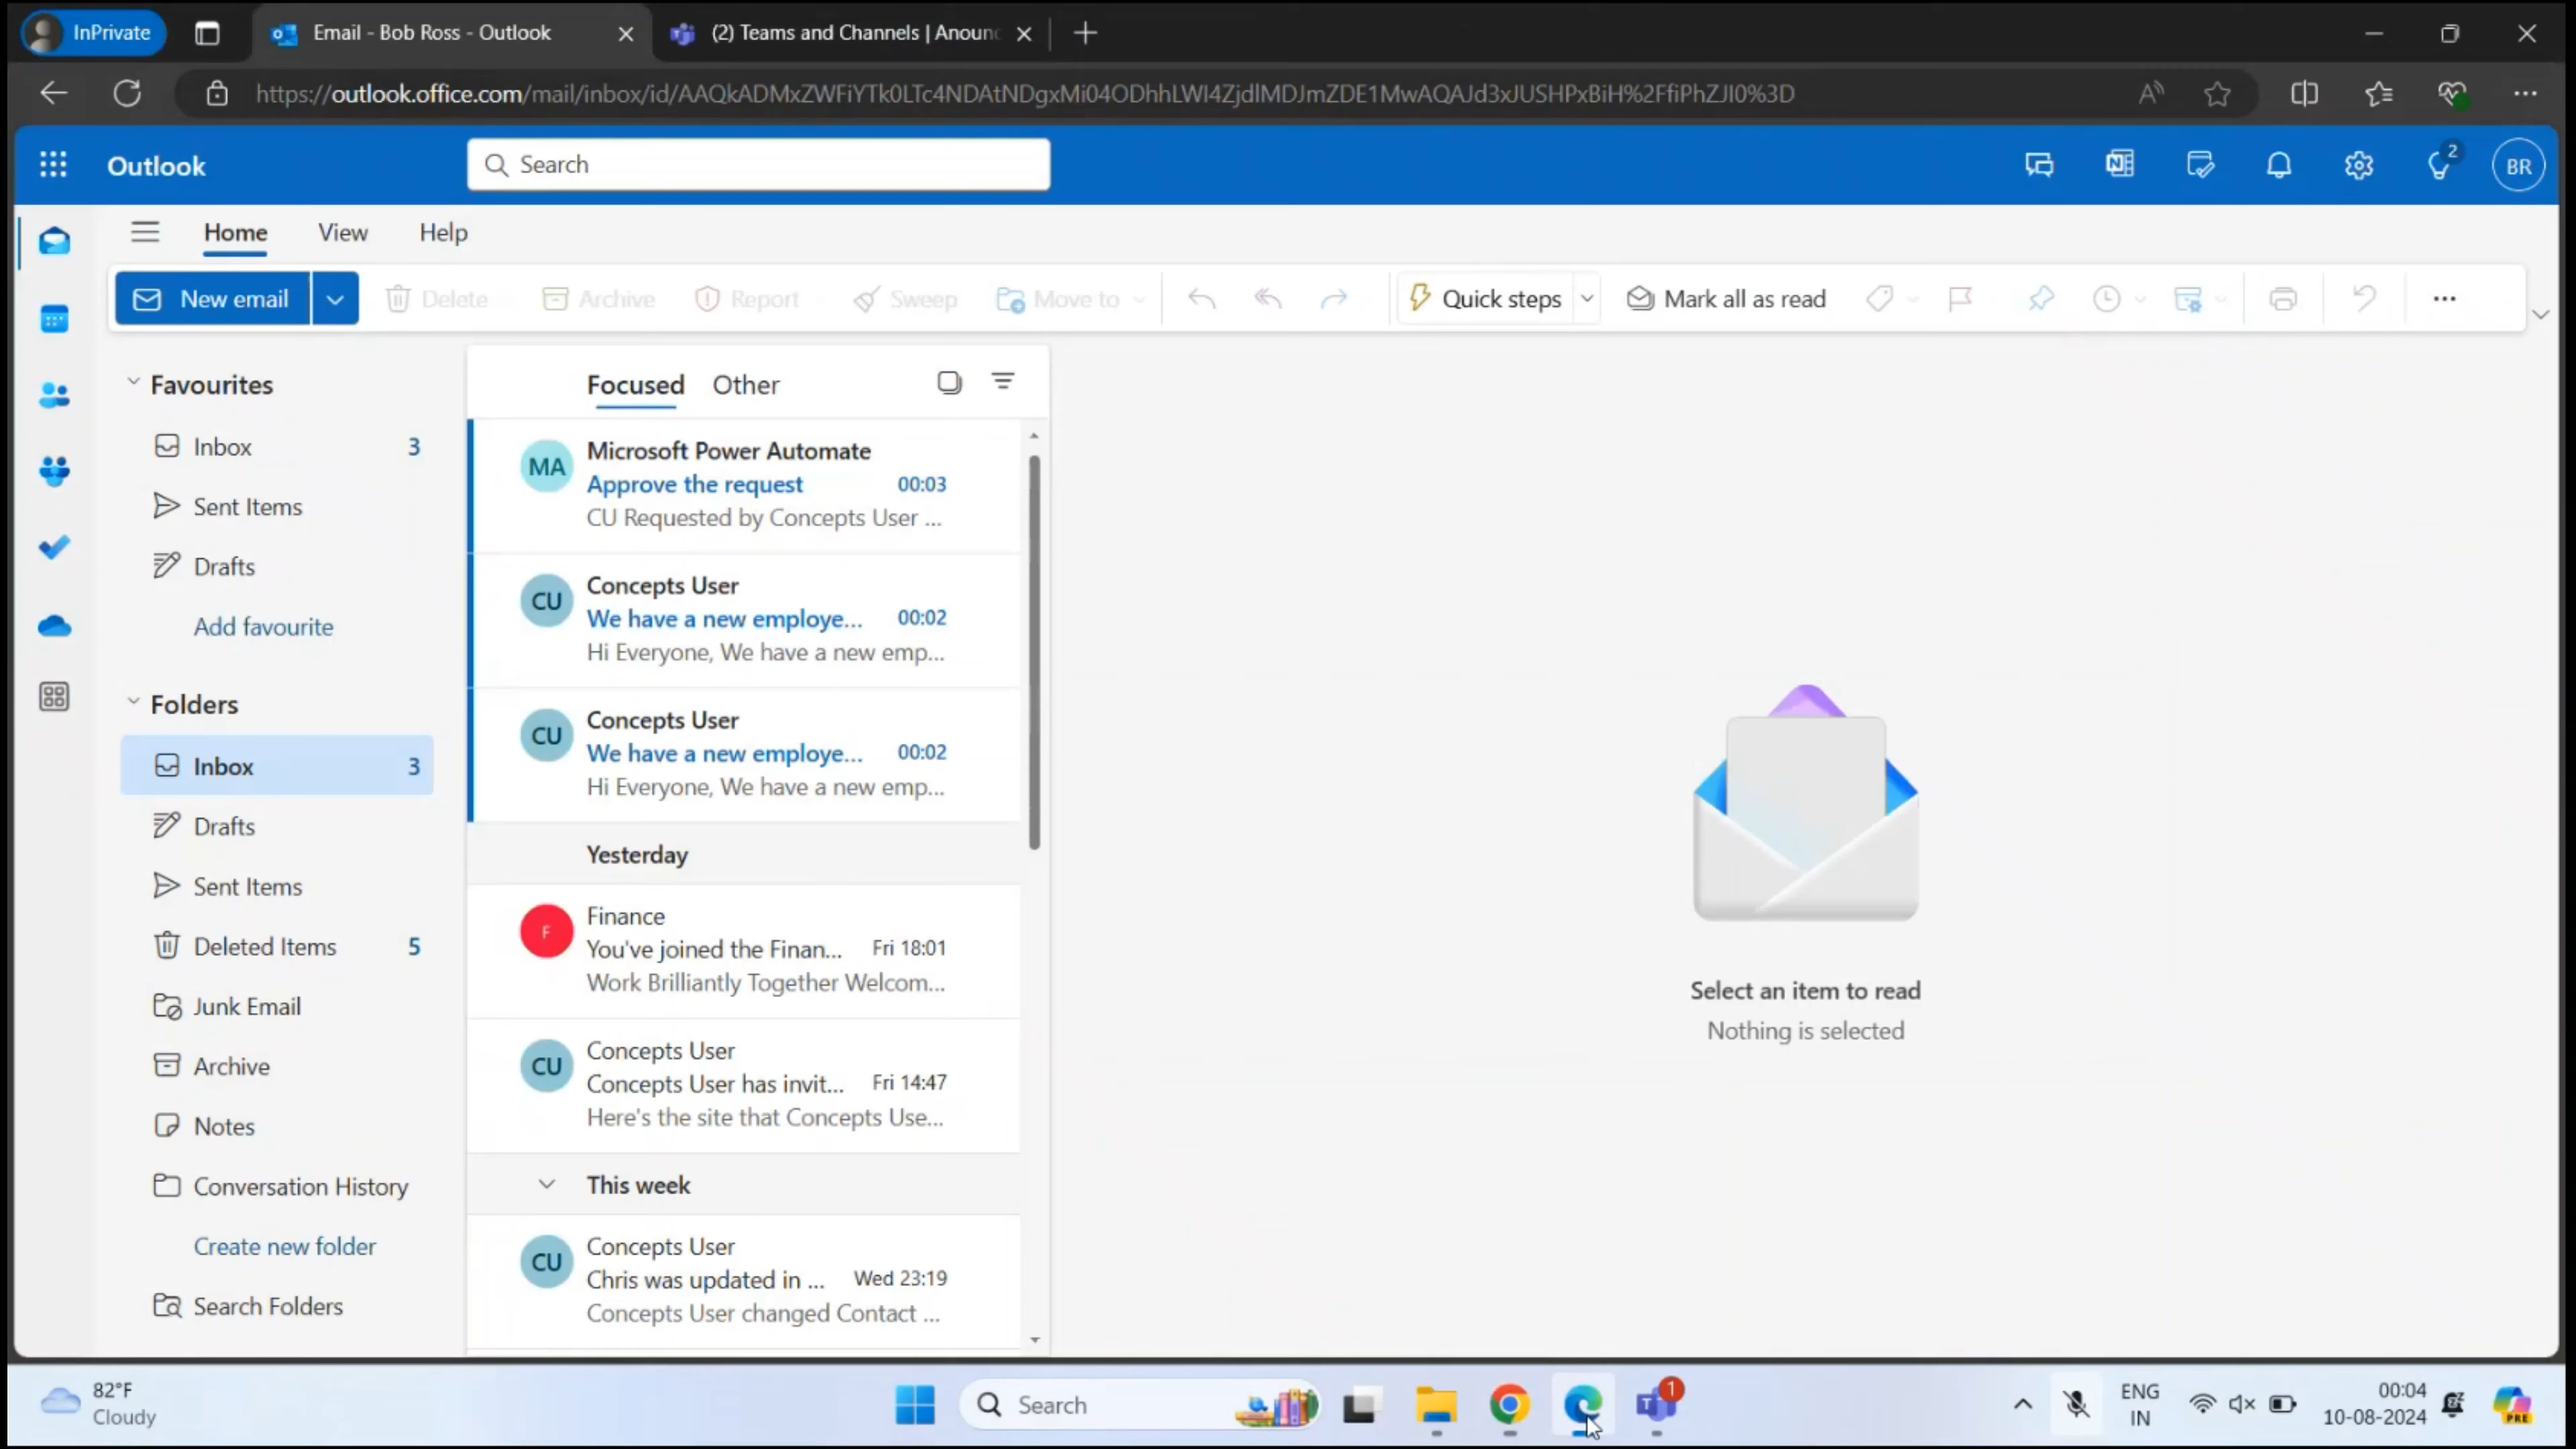 InPrivate
Email - Bob Ross - Outlook
(2) Teams and Channels | Anoun
https://outlook.office.com/mail/inbox/id/AAQkADMxZWFiYTk0LTc4NDAtNDgxMi04ODhhLWI4ZjdlMDJmZDE1MwAQAJd3xJUSHPxBiH%2FfiPhZJI0%3D
Outlook
Search
2
BR
Home
View
Help
New email
Delete
Archive
Report
Sweep
Move to
Quick steps
Mark all as read
Favourites
Inbox 3
Sent Items
Drafts
Add favourite
Folders
Inbox 3
Drafts
Sent Items
Deleted Items 5
Junk Email
Archive
Notes
Conversation History
Create new folder
Search Folders
Focused Other
MA
Microsoft Power Automate
Approve the request 00:03
CU Requested by Concepts User ...
CU
Concepts User
We have a new employe... 00:02
Hi Everyone, We have a new emp...
CU
Concepts User
We have a new employe... 00:02
Hi Everyone, We have a new emp...
Yesterday
F
Finance
You've joined the Finan... Fri 18:01
Work Brilliantly Together Welcom...
CU
Concepts User
Concepts User has invit... Fri 14:47
Here's the site that Concepts Use...
This week
CU
Concepts User
Chris was updated in ... Wed 23:19
Concepts User changed Contact ...
Select an item to read
Nothing is selected
82°F
Cloudy
Search
1
ENG
IN
00:04
10-08-2024
PRE